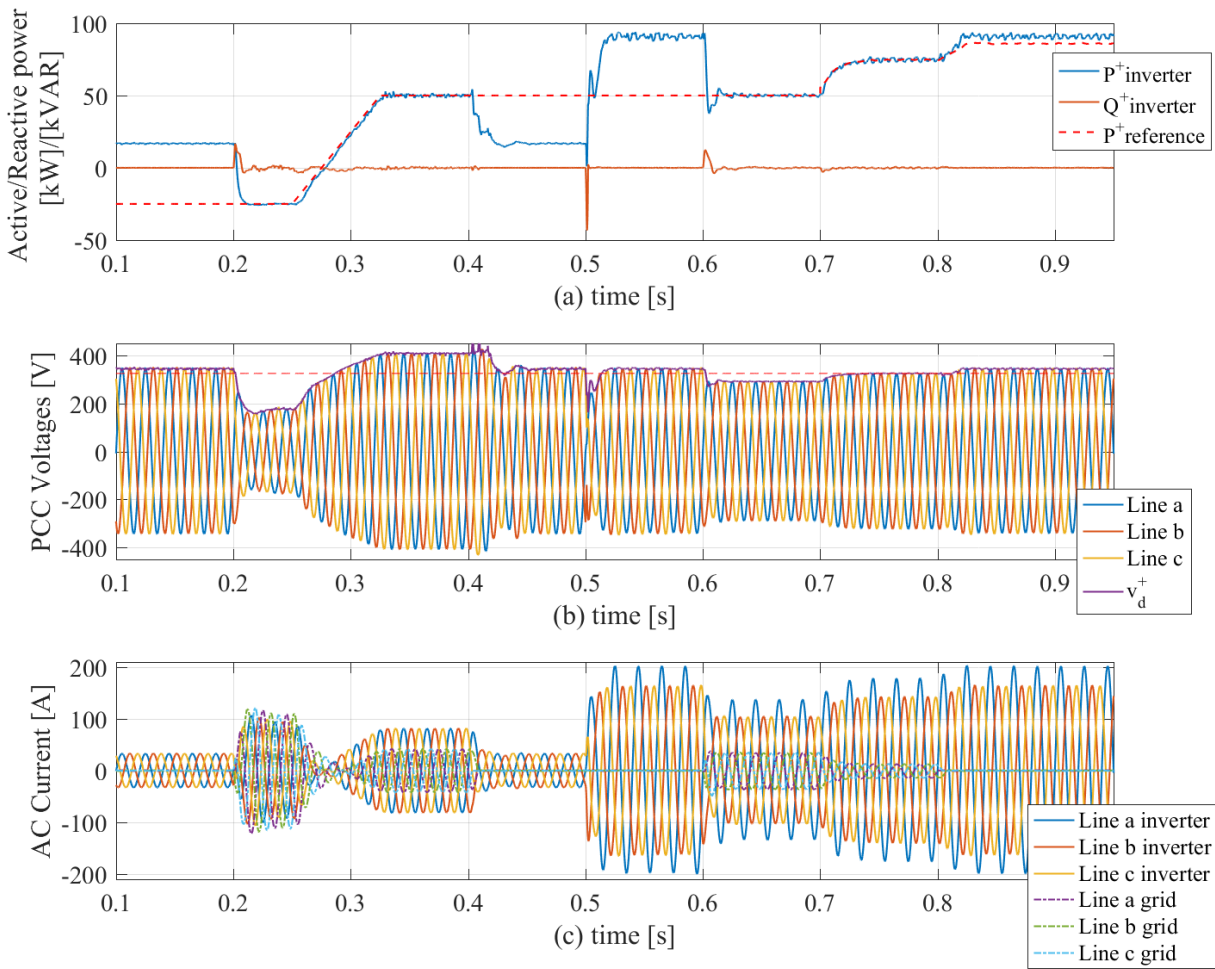 Active/Reactive power
[kW]/[kVAR]
100
50
0
-50
0.1 0.2 0.3 0.4 0.5 0.6 0.7 0.8 0.9
(a) time [s]
P+inverter
Q+inverter
P+reference
PCC Voltages [V]
400
200
0
-200
-400
0.1 0.2 0.3 0.4 0.5 0.6 0.7 0.8 0.9
(b) time [s]
Line a
Line b
Line c
v_d^+
AC Current [A]
200
100
0
-100
-200
0.1 0.2 0.3 0.4 0.5 0.6 0.7 0.8 0.9
(c) time [s]
Line a inverter
Line b inverter
Line c inverter
Line a grid
Line b grid
Line c grid